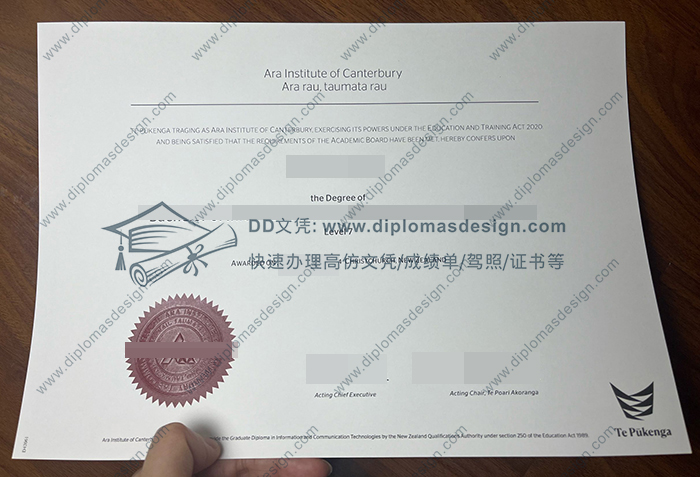 Ara Institute of Canterbury
Ara rau, taumata rau
TE PŪKENGA TRADING AS ARA INSTITUTE OF CANTERBURY, EXERCISING ITS POWERS UNDER THE EDUCATION AND TRAINING ACT 2020
AND BEING SATISFIED THAT THE REQUIREMENTS OF THE ACADEMIC BOARD HAVE BEEN MET, HEREBY CONFERS UPON
the Degree of
DD文凭: www.diplomasdesign.com
Level 7
AWARDED ON
CHRISTCHURCH, NEW ZEALAND
快速办理高仿文凭/成绩单/驾照/证书等
ARA
Acting Chief Executive
Acting Chair, Te Poari Akoranga
Te Pūkenga
Ara Institute of
the Graduate Diploma in Information and Communication Technologies by the New Zealand Qualifications Authority under section 250 of the Education Act 1989
www.diplomasdesign.com